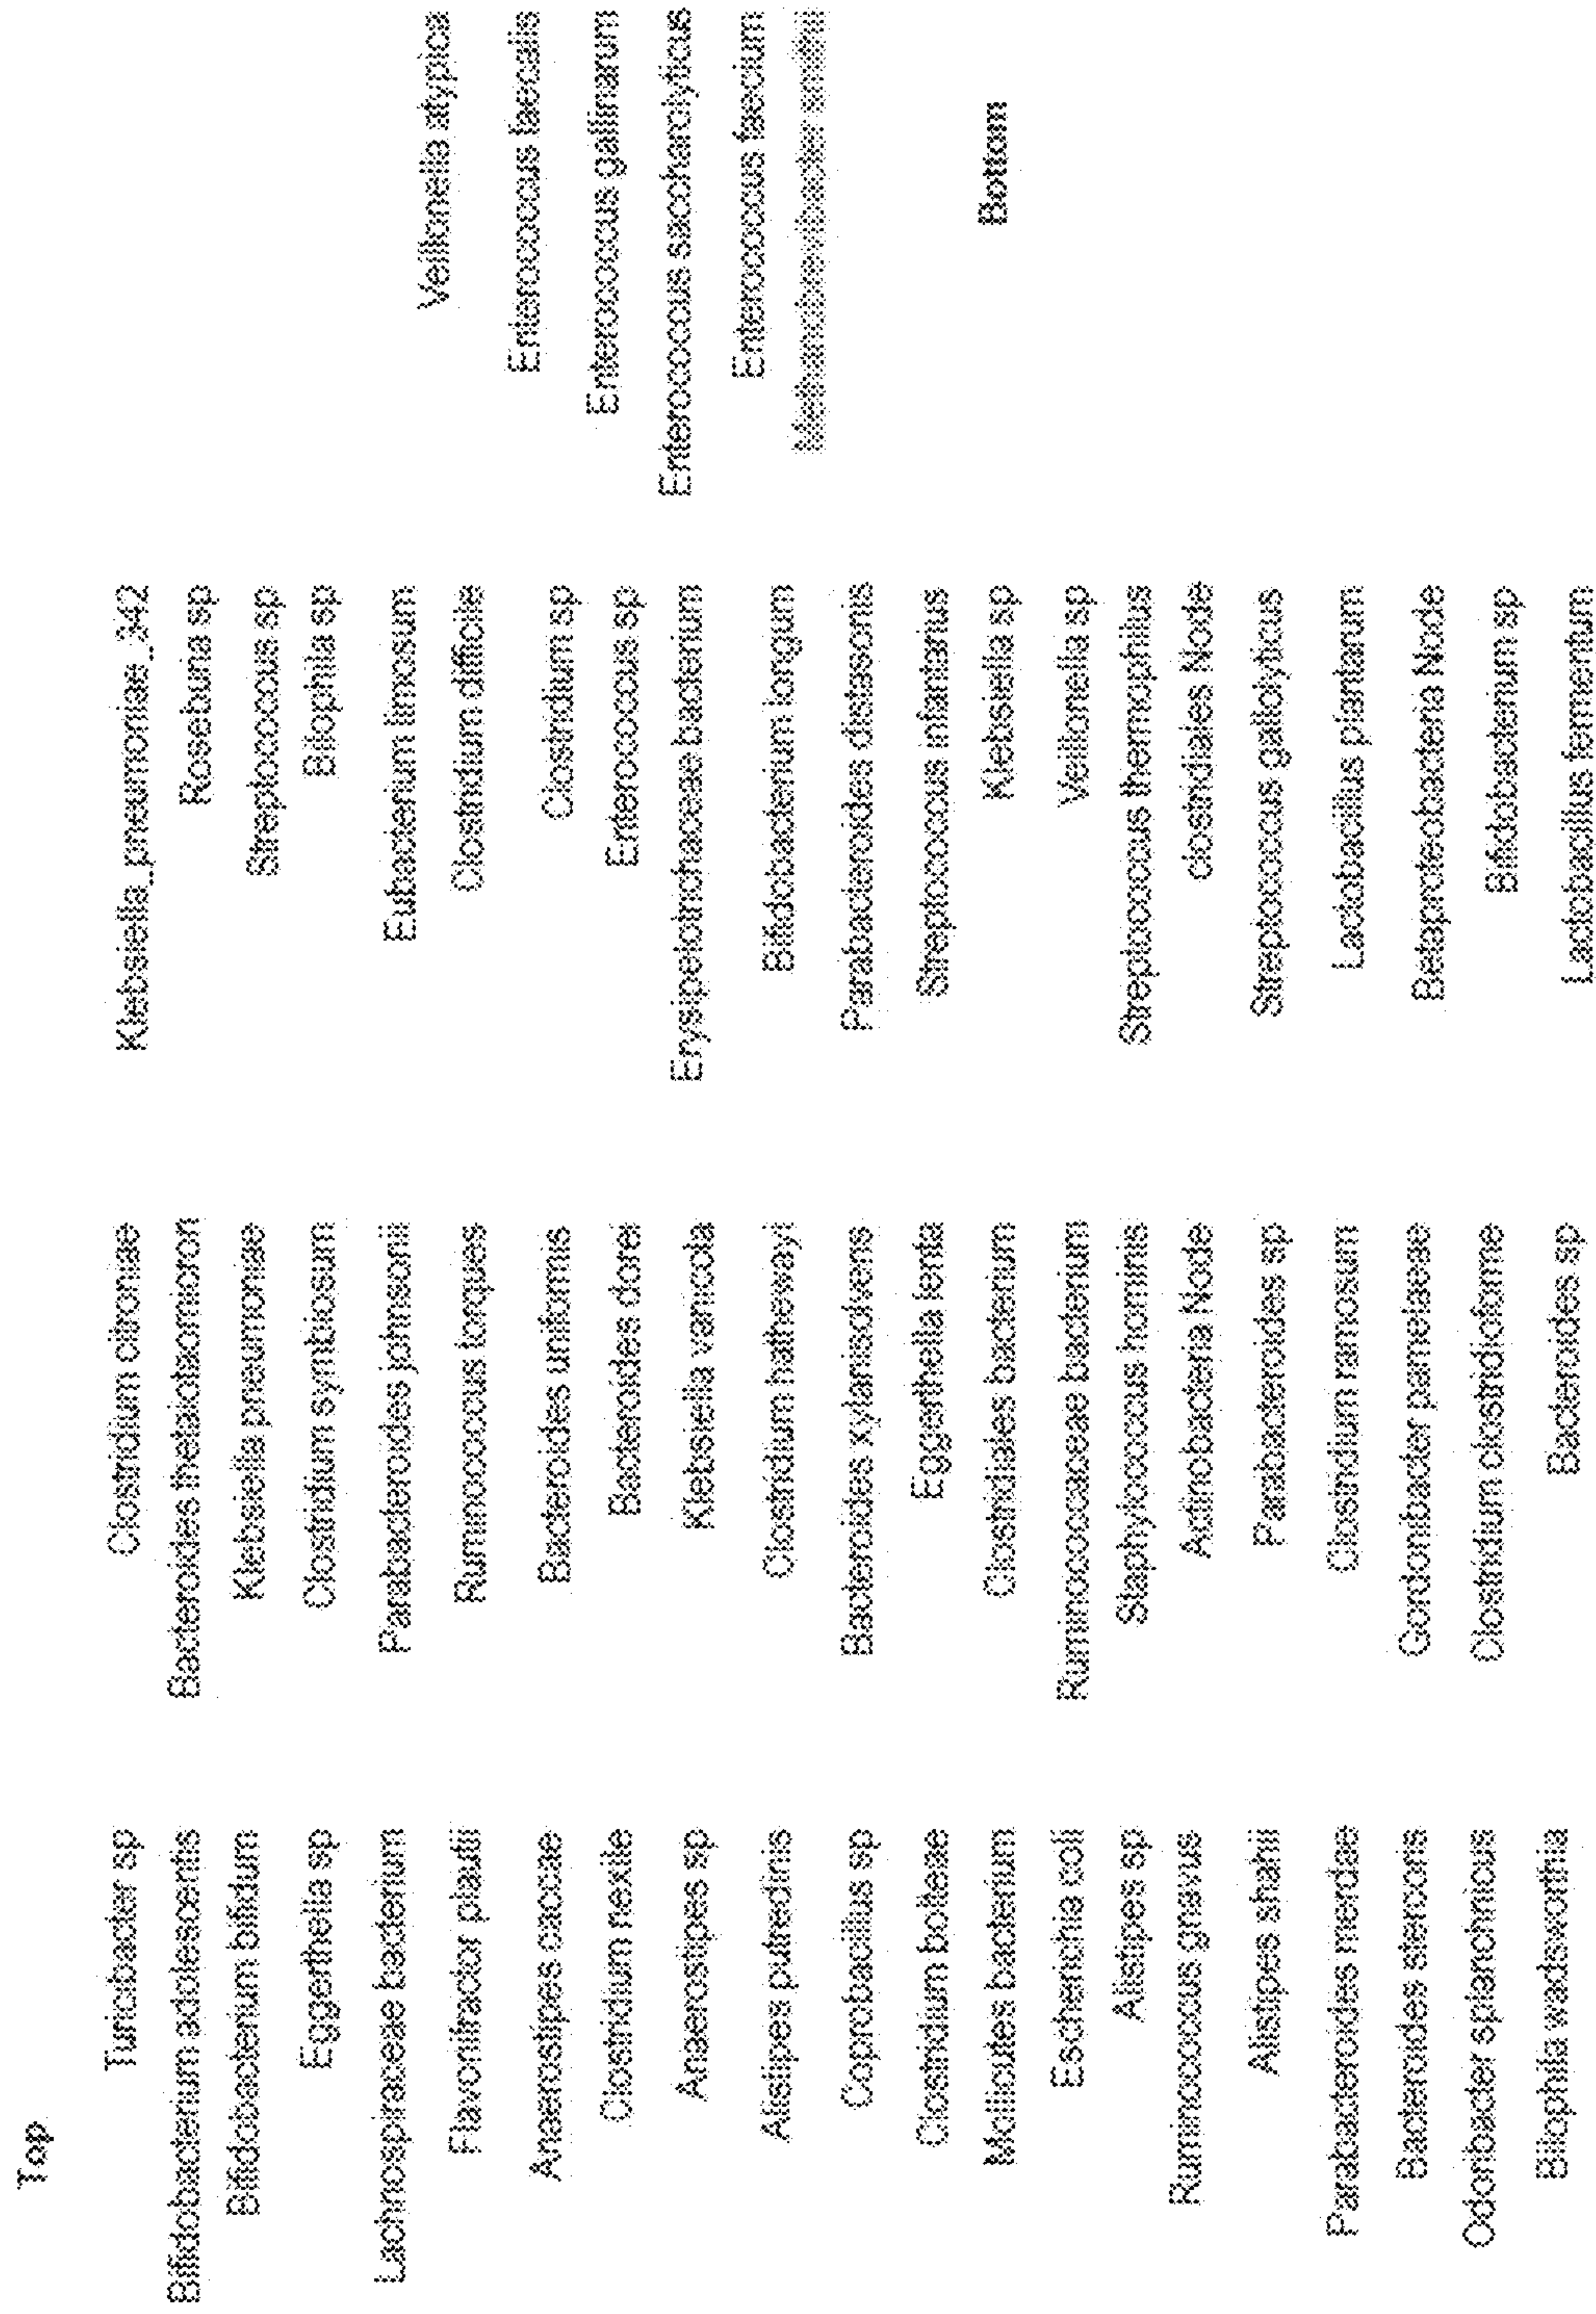 Top
Turicibacter sp
Bifidobacterium adolescentis
Bifidobacterium bifidum
Eggerthella sp
Lachnospiraceae bacterium
Flavonifractor plautii
Anaerostipes caccae
Clostridium nexile
Anaerostipes sp
Alistipes putredinis
Coprobacillus sp
Clostridium bolteae
Mollicutes bacterium
Escherichia coli
Alistipes sp
Ruminococcus gnavus
Alistipes shahii
Parabacteroides merdae
Bacteroides stercoris
Odoribacter splanchnicus
Bilophila wadsworthia
Clostridium citroniae
Bacteroides thetaiotaomicron
Klebsiella pneumoniae
Clostridium symbiosum
Parabacteroides johnsonii
Ruminococcus torques
Bacteroides uniformis
Bacteroides dorei
Klebsiella variicola
Clostridium hathewayi
Bacteroides xylanisolvens
Eggerthella lenta
Clostridiales bacterium
Ruminococcaceae bacterium
Staphylococcus hominis
Actinobacteria Node
Parabacteroides sp
Clostridium ramosum
Gordonibacter pamelaeae
Clostridium clostridioforme
Bacteroides sp
Klebsiella_pneumoniae_342
Roseburia sp
Streptococcus sp
Bilophila sp
Eubacterium limosum
Clostridium difficile
Clostridium sp
Enterococcus sp
Erysipelotrichaceae bacterium
Bifidobacterium longum
Parabacteroides distasonis
Streptococcus infantarius
Klebsiella sp
Veillonella sp
Streptococcus thermophilus
clostridiales Node
Streptococcus gallolyticus
Lactobacillus plantarum
Betaproteobacteria Node
Bifidobacterium sp
Lactobacillus fermentum
Veillonella atypica
Enterococcus faecalis
Enterococcus gallinarum
Enterococcus saccharolyticus
Enterococcus faecium
Methanobrevibacter smithii
Bottom